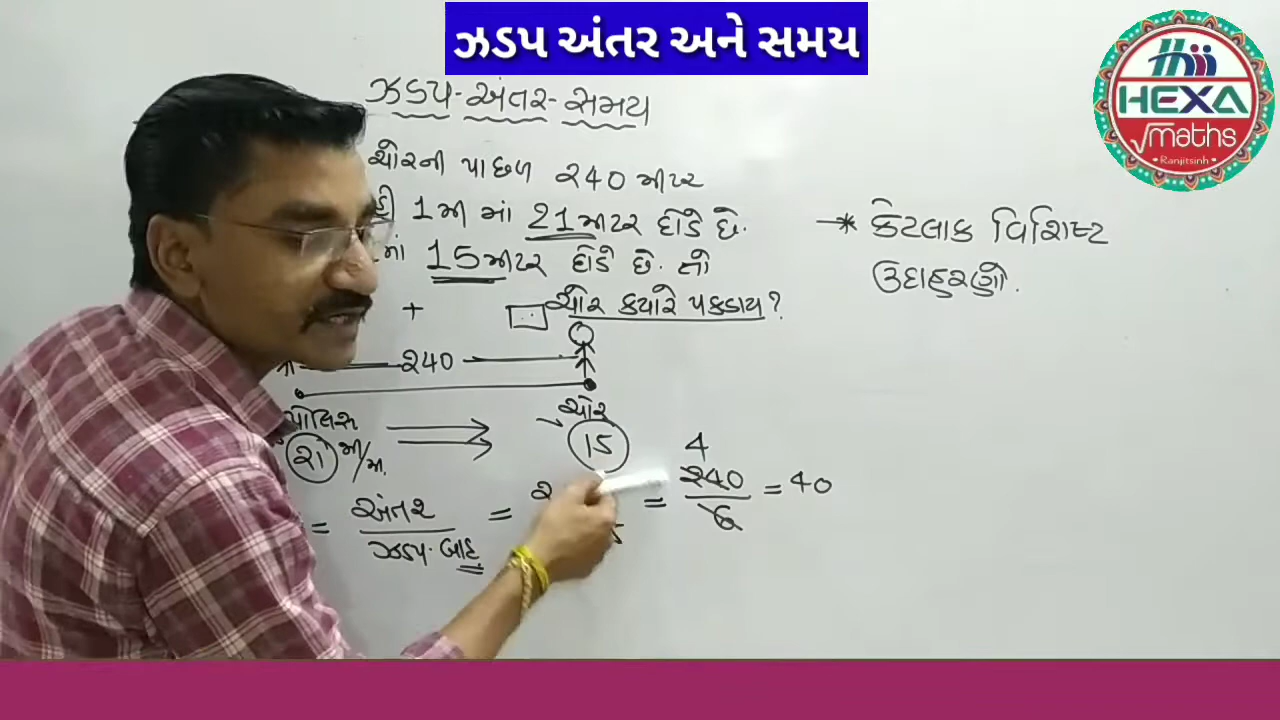 ઝડપ અંતર અને સમય
HEXA
maths
Ranjitsinh
ઝડપ - અંતર - સમય
ચોરની પાછળ 240 મીટર
1 મી માં 21 મીટર દોડે છે.
માં 15 મીટર દોડે છે. તો
+ ચોર કયારે પકડાય?
240
પોલિસ ચોર
21 મી/મી. 15
= અંતર / ઝડપ. બાદ = = 240 / 6 = 40
4
* કેટલાક વિશિષ્ટ
ઉદાહરણો.